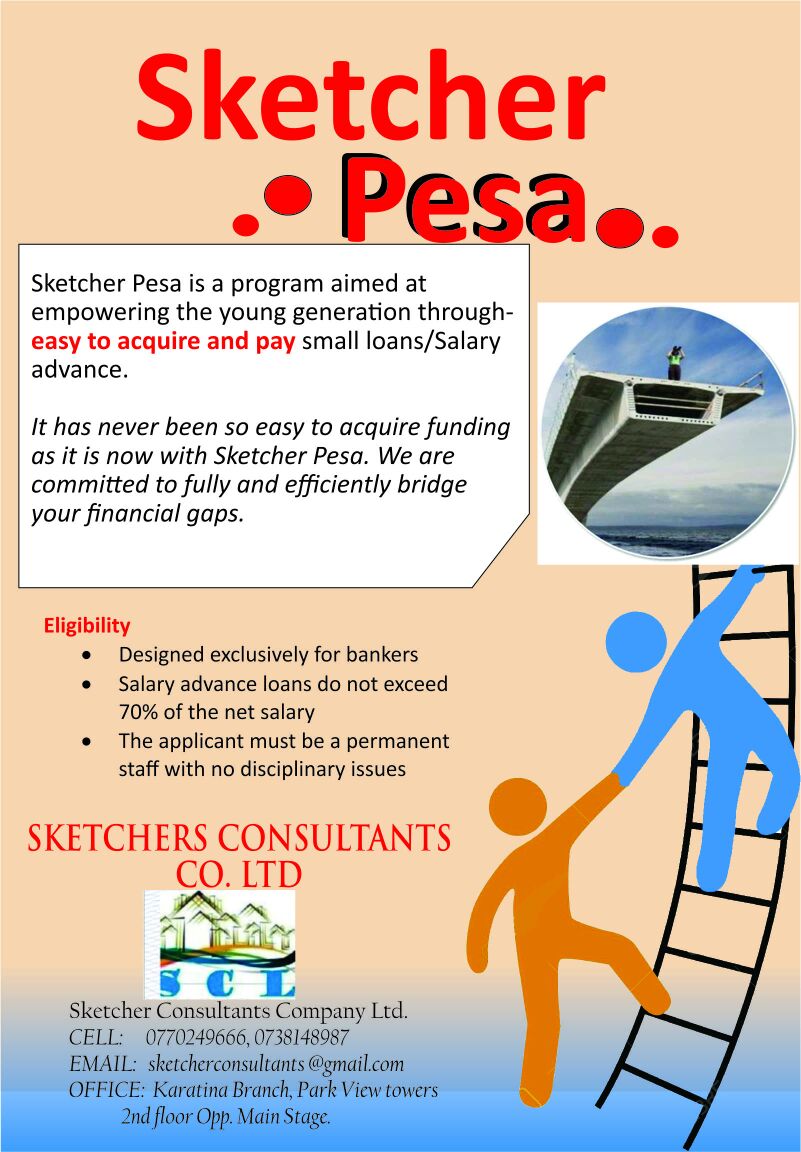 Sketcher
Pesa
Sketcher Pesa is a program aimed at
empowering the young generation through-
easy to acquire and pay small loans/Salary
advance.
It has never been so easy to acquire funding
as it is now with Sketcher Pesa. We are
committed to fully and efficiently bridge
your financial gaps.
Eligibility
• Designed exclusively for bankers
• Salary advance loans do not exceed
70% of the net salary
• The applicant must be a permanent
staff with no disciplinary issues
SKETCHERS CONSULTANTS
CO. LTD
S C L
Sketcher Consultants Company Ltd.
CELL: 0770249666, 0738148987
EMAIL: sketcherconsultants @gmail.com
OFFICE: Karatina Branch, Park View towers
2nd floor Opp. Main Stage.